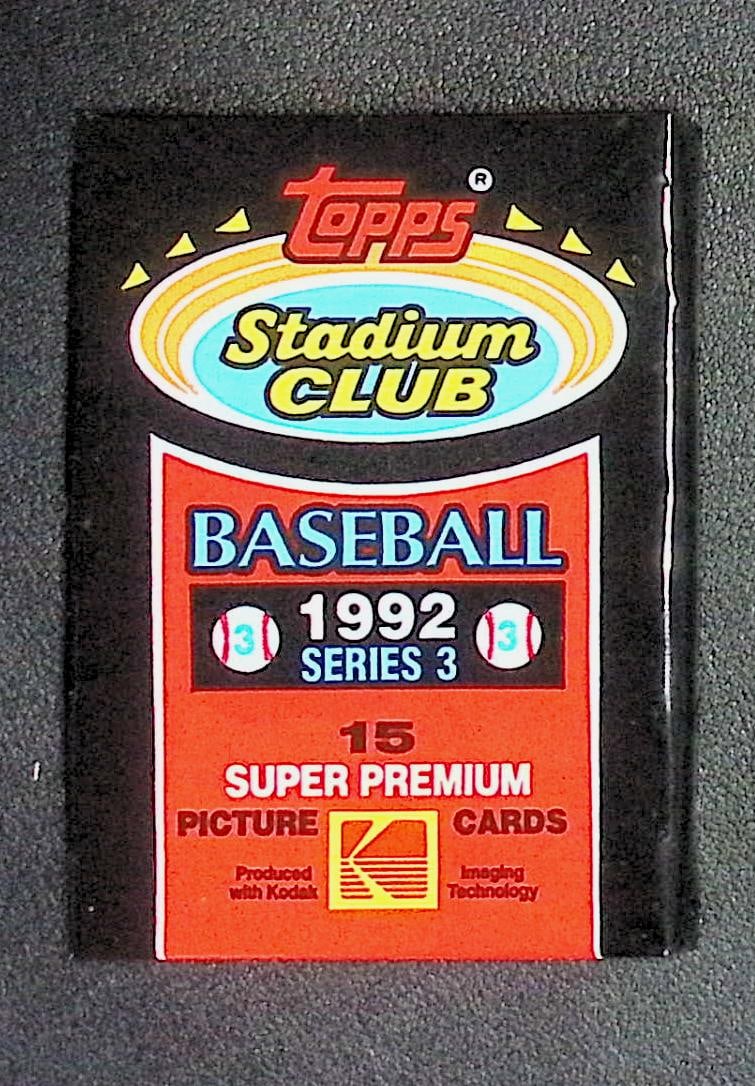 Topps ®
Stadium
CLUB
BASEBALL
3 1992 3
SERIES 3
15
SUPER PREMIUM
PICTURE CARDS
Produced Imaging
with Kodak Technology